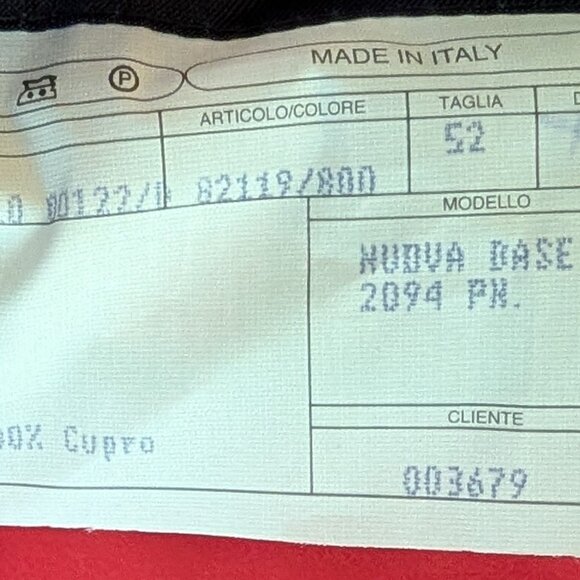 P
MADE IN ITALY
ARTICOLO/COLORE
TAGLIA
52
82119/800
MODELLO
NUOVA BASE
2094 PN.
Cupro
CLIENTE
003679